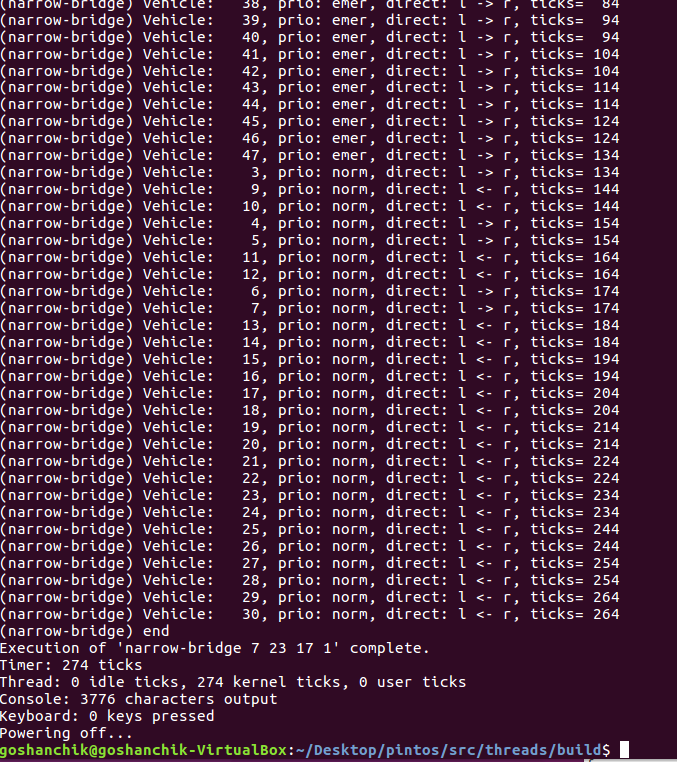 (narrow-bridge) Vehicle:   38, prio: emer, direct: l -> r, ticks=  84
(narrow-bridge) Vehicle:   39, prio: emer, direct: l -> r, ticks=  94
(narrow-bridge) Vehicle:   40, prio: emer, direct: l -> r, ticks=  94
(narrow-bridge) Vehicle:   41, prio: emer, direct: l -> r, ticks= 104
(narrow-bridge) Vehicle:   42, prio: emer, direct: l -> r, ticks= 104
(narrow-bridge) Vehicle:   43, prio: emer, direct: l -> r, ticks= 114
(narrow-bridge) Vehicle:   44, prio: emer, direct: l -> r, ticks= 114
(narrow-bridge) Vehicle:   45, prio: emer, direct: l -> r, ticks= 124
(narrow-bridge) Vehicle:   46, prio: emer, direct: l -> r, ticks= 124
(narrow-bridge) Vehicle:   47, prio: emer, direct: l -> r, ticks= 134
(narrow-bridge) Vehicle:    3, prio: norm, direct: l -> r, ticks= 134
(narrow-bridge) Vehicle:    9, prio: norm, direct: l <- r, ticks= 144
(narrow-bridge) Vehicle:   10, prio: norm, direct: l <- r, ticks= 144
(narrow-bridge) Vehicle:    4, prio: norm, direct: l -> r, ticks= 154
(narrow-bridge) Vehicle:    5, prio: norm, direct: l -> r, ticks= 154
(narrow-bridge) Vehicle:   11, prio: norm, direct: l <- r, ticks= 164
(narrow-bridge) Vehicle:   12, prio: norm, direct: l <- r, ticks= 164
(narrow-bridge) Vehicle:    6, prio: norm, direct: l -> r, ticks= 174
(narrow-bridge) Vehicle:    7, prio: norm, direct: l -> r, ticks= 174
(narrow-bridge) Vehicle:   13, prio: norm, direct: l <- r, ticks= 184
(narrow-bridge) Vehicle:   14, prio: norm, direct: l <- r, ticks= 184
(narrow-bridge) Vehicle:   15, prio: norm, direct: l <- r, ticks= 194
(narrow-bridge) Vehicle:   16, prio: norm, direct: l <- r, ticks= 194
(narrow-bridge) Vehicle:   17, prio: norm, direct: l <- r, ticks= 204
(narrow-bridge) Vehicle:   18, prio: norm, direct: l <- r, ticks= 204
(narrow-bridge) Vehicle:   19, prio: norm, direct: l <- r, ticks= 214
(narrow-bridge) Vehicle:   20, prio: norm, direct: l <- r, ticks= 214
(narrow-bridge) Vehicle:   21, prio: norm, direct: l <- r, ticks= 224
(narrow-bridge) Vehicle:   22, prio: norm, direct: l <- r, ticks= 224
(narrow-bridge) Vehicle:   23, prio: norm, direct: l <- r, ticks= 234
(narrow-bridge) Vehicle:   24, prio: norm, direct: l <- r, ticks= 234
(narrow-bridge) Vehicle:   25, prio: norm, direct: l <- r, ticks= 244
(narrow-bridge) Vehicle:   26, prio: norm, direct: l <- r, ticks= 244
(narrow-bridge) Vehicle:   27, prio: norm, direct: l <- r, ticks= 254
(narrow-bridge) Vehicle:   28, prio: norm, direct: l <- r, ticks= 254
(narrow-bridge) Vehicle:   29, prio: norm, direct: l <- r, ticks= 264
(narrow-bridge) Vehicle:   30, prio: norm, direct: l <- r, ticks= 264
(narrow-bridge) end
Execution of 'narrow-bridge 7 23 17 1' complete.
Timer: 274 ticks
Thread: 0 idle ticks, 274 kernel ticks, 0 user ticks
Console: 3776 characters output
Keyboard: 0 keys pressed
Powering off...
goshanchik@goshanchik-VirtualBox:~/Desktop/pintos/src/threads/build$